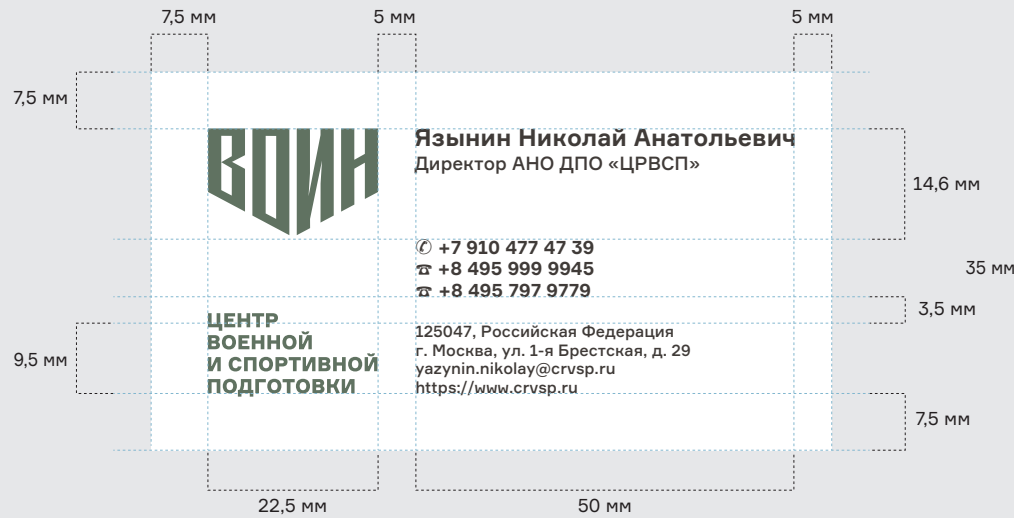 7,5 мм
5 мм
5 мм
7,5 мм
ВОИН
Язынин Николай Анатольевич
Директор АНО ДПО «ЦРВСП»
14,6 мм
✆ +7 910 477 47 39
☎ +8 495 999 9945
☎ +8 495 797 9779
35 мм
3,5 мм
ЦЕНТР
ВОЕННОЙ
И СПОРТИВНОЙ
ПОДГОТОВКИ
125047, Российская Федерация
г. Москва, ул. 1-я Брестская, д. 29
yazynin.nikolay@crvsp.ru
https://www.crvsp.ru
9,5 мм
7,5 мм
22,5 мм
50 мм